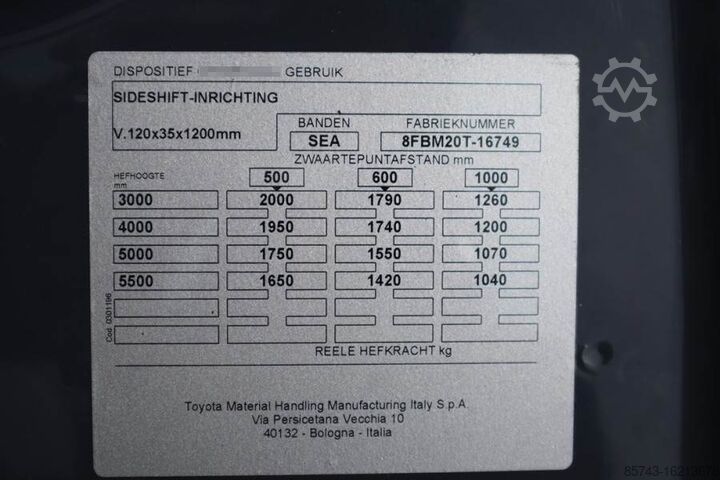 DISPOSITIEF GEBRUIK
SIDESHIFT-INRICHTING
V.120x35x1200mm
BANDEN FABRIEKNUMMER
SEA 8FBM20T-16749
ZWAARTEPUNTAFSTAND mm
HEFHOOGTE
mm
500 600 1000
3000 2000 1790 1260
4000 1950 1740 1200
5000 1750 1550 1070
5500 1650 1420 1040
REELE HEFKRACHT kg
Cod. 0301196
Toyota Material Handling Manufacturing Italy S.p.A
Via Persicetana Vecchia 10
40132 - Bologna - Italia